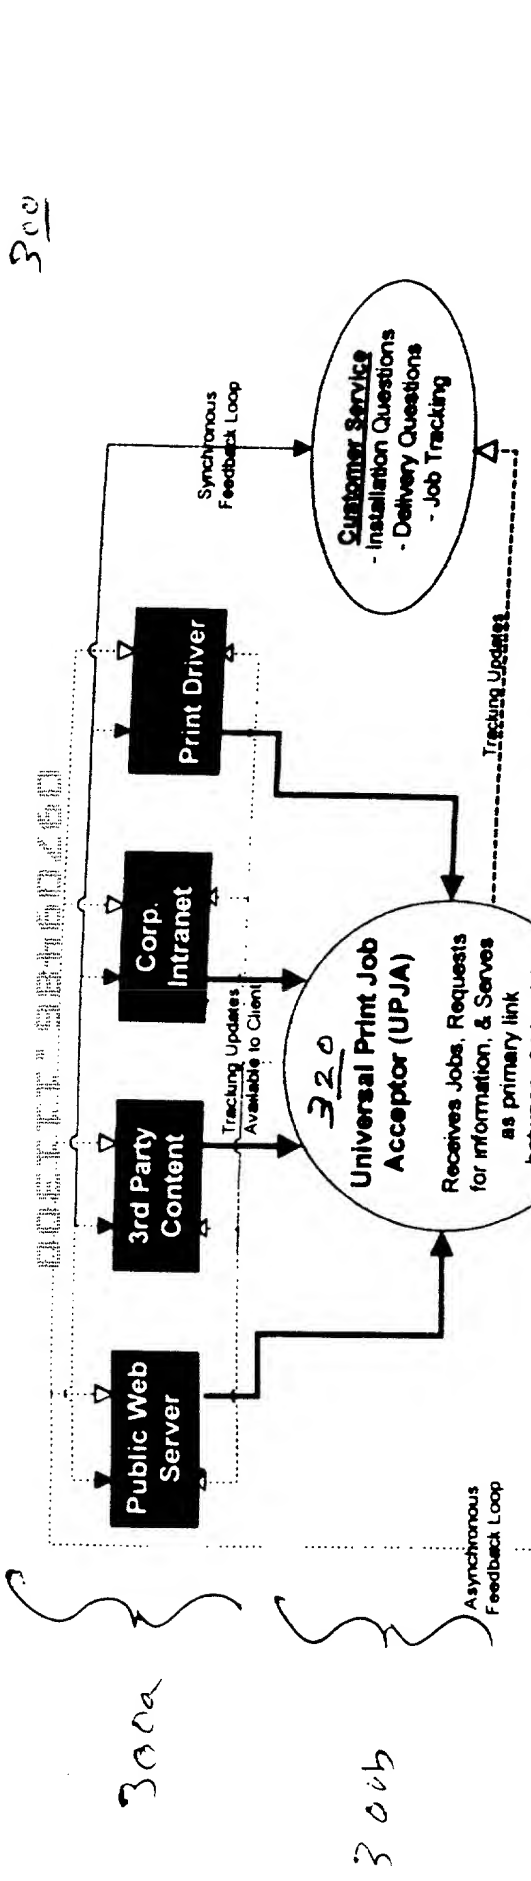 300
Synchronous
Feedback Loop
Customer Service
- Installation Questions
- Delivery Questions
- Job Tracking
Public Web
Server
3rd Party
Content
Corp.
Intranet
Print Driver
300a
Tracking Updates
Available to Client
Tracking Updates
320
Universal Print Job
Acceptor (UPJA)
Receives Jobs, Requests
for information, & Serves
as primary link
300b
Asynchronous
Feedback Loop